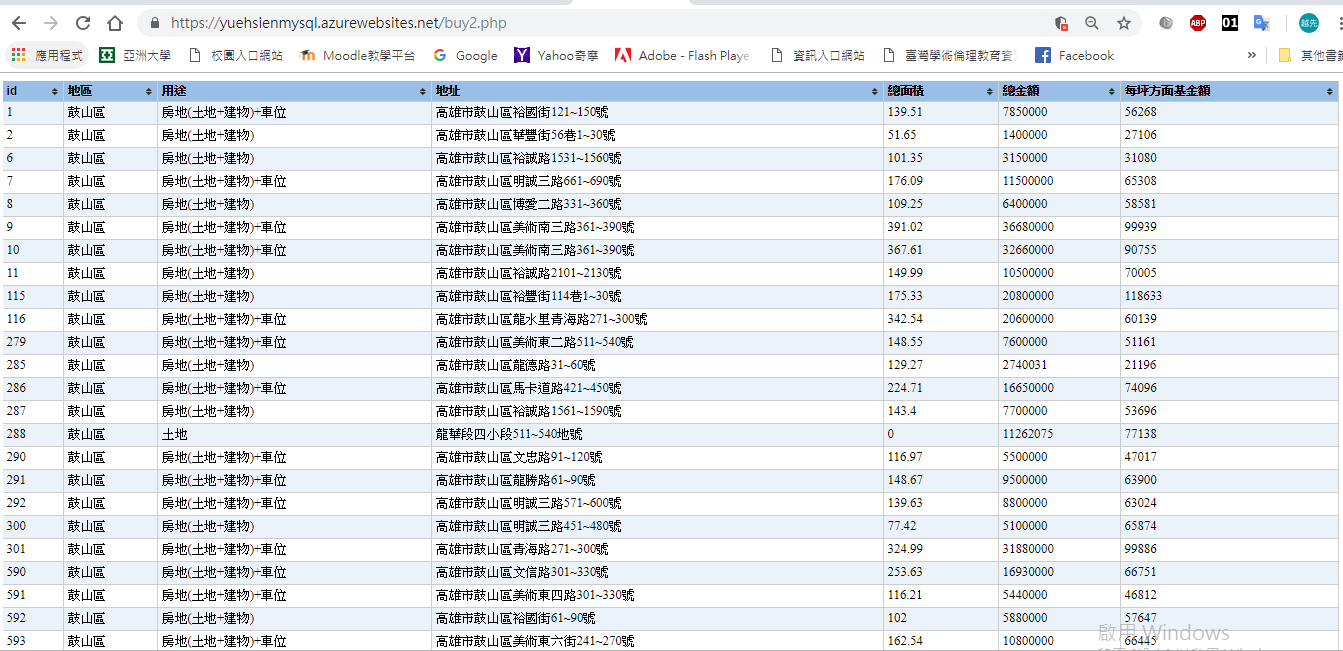 https://yuehsienmysql.azurewebsites.net/buy2.php ABP 01 越先
應用程式 亞洲大學 校園入口網站 Moodle教學平台 Google Yahoo奇摩 Adobe - Flash Playe 資訊入口網站 臺灣學術倫理教育資 Facebook » 其他書籤
id 地區 用途 地址 總面積 總金額 每坪方面基金額
1 鼓山區 房地(土地+建物)+車位 高雄市鼓山區裕國街121~150號 139.51 7850000 56268
2 鼓山區 房地(土地+建物) 高雄市鼓山區華豐街56巷1~30號 51.65 1400000 27106
6 鼓山區 房地(土地+建物) 高雄市鼓山區裕誠路1531~1560號 101.35 3150000 31080
7 鼓山區 房地(土地+建物)+車位 高雄市鼓山區明誠三路661~690號 176.09 11500000 65308
8 鼓山區 房地(土地+建物) 高雄市鼓山區博愛二路331~360號 109.25 6400000 58581
9 鼓山區 房地(土地+建物)+車位 高雄市鼓山區美術南三路361~390號 391.02 36680000 99939
10 鼓山區 房地(土地+建物)+車位 高雄市鼓山區美術南三路361~390號 367.61 32660000 90755
11 鼓山區 房地(土地+建物) 高雄市鼓山區裕誠路2101~2130號 149.99 10500000 70005
115 鼓山區 房地(土地+建物) 高雄市鼓山區裕豐街114巷1~30號 175.33 20800000 118633
116 鼓山區 房地(土地+建物)+車位 高雄市鼓山區龍水里青海路271~300號 342.54 20600000 60139
279 鼓山區 房地(土地+建物)+車位 高雄市鼓山區美術東二路511~540號 148.55 7600000 51161
285 鼓山區 房地(土地+建物) 高雄市鼓山區龍德路31~60號 129.27 2740031 21196
286 鼓山區 房地(土地+建物)+車位 高雄市鼓山區馬卡道路421~450號 224.71 16650000 74096
287 鼓山區 房地(土地+建物) 高雄市鼓山區裕誠路1561~1590號 143.4 7700000 53696
288 鼓山區 土地 龍華段四小段511~540地號 0 11262075 77138
290 鼓山區 房地(土地+建物)+車位 高雄市鼓山區文忠路91~120號 116.97 5500000 47017
291 鼓山區 房地(土地+建物)+車位 高雄市鼓山區龍勝路61~90號 148.67 9500000 63900
292 鼓山區 房地(土地+建物)+車位 高雄市鼓山區明誠三路571~600號 139.63 8800000 63024
300 鼓山區 房地(土地+建物) 高雄市鼓山區明誠三路451~480號 77.42 5100000 65874
301 鼓山區 房地(土地+建物)+車位 高雄市鼓山區青海路271~300號 324.99 31880000 99886
590 鼓山區 房地(土地+建物)+車位 高雄市鼓山區文信路301~330號 253.63 16930000 66751
591 鼓山區 房地(土地+建物)+車位 高雄市鼓山區美術東四路301~330號 116.21 5440000 46812
592 鼓山區 房地(土地+建物) 高雄市鼓山區裕國街61~90號 102 5880000 57647
593 鼓山區 房地(土地+建物)+車位 高雄市鼓山區美術東六街241~270號 162.54 10800000 66445
啟用 Windows